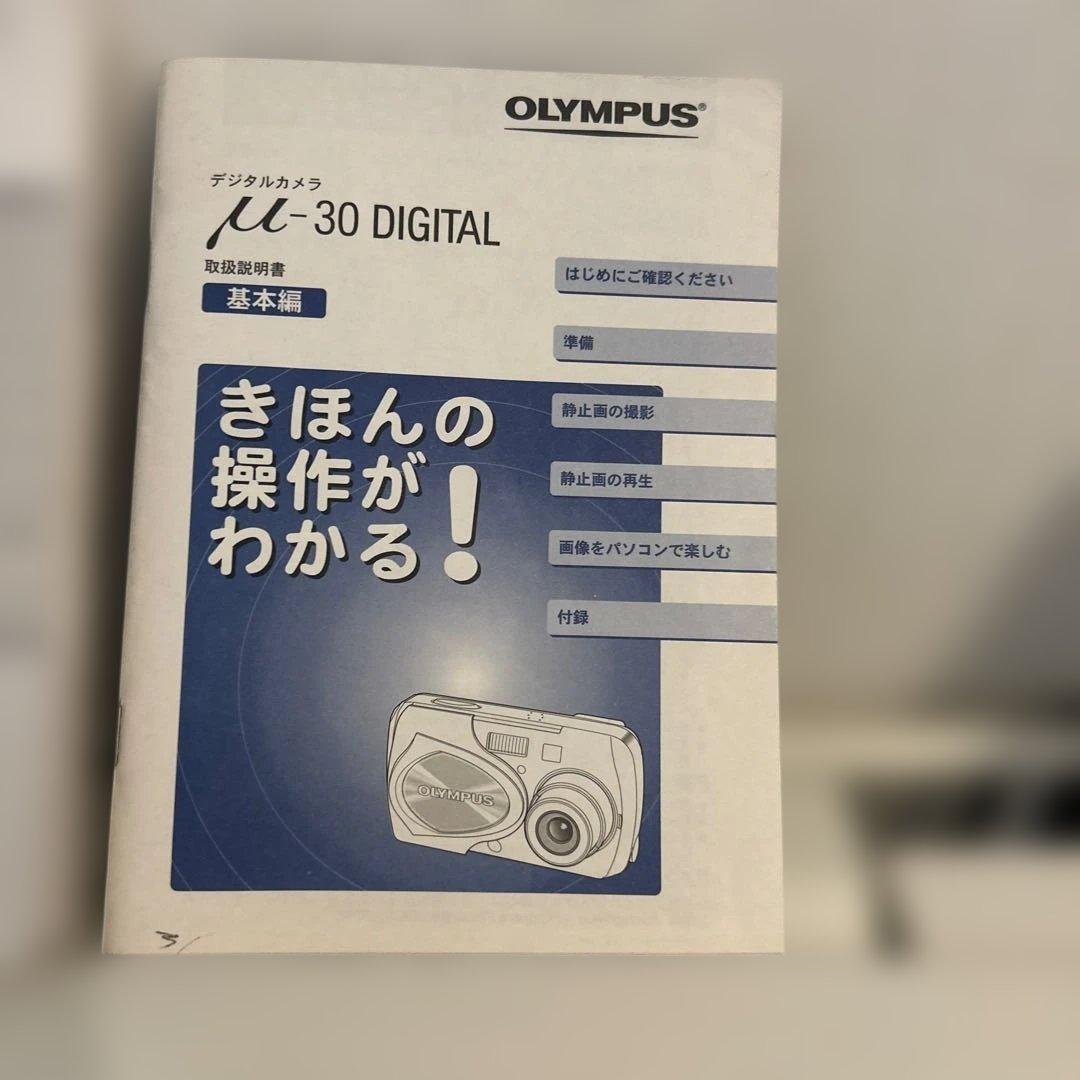 OLYMPUS®
デジタルカメラ
μ-30 DIGITAL
取扱説明書
基本編
はじめにご確認ください
準備
静止画の撮影
静止画の再生
画像をパソコンで楽しむ
付録
きほんの
操作が
わかる!
OLYMPUS